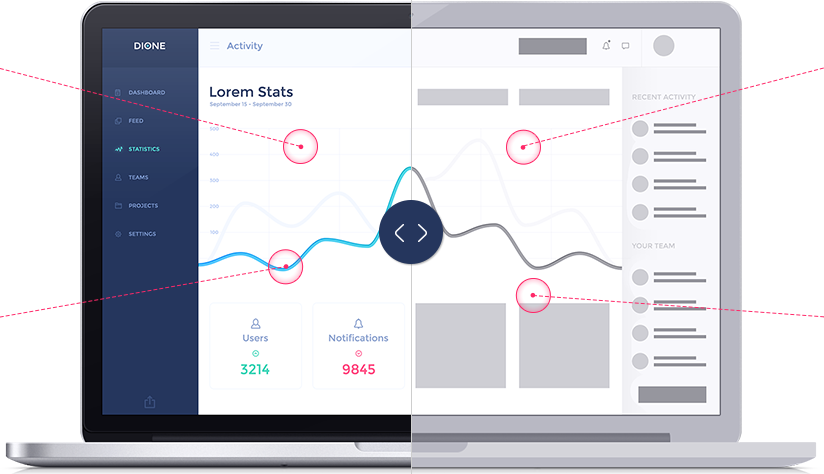 DIONE
Activity
DASHBOARD
FEED
STATISTICS
TEAMS
PROJECTS
SETTINGS
Lorem Stats
September 15 - September 30
500
400
300
200
100
Users
3214
Notifications
9845
RECENT ACTIVITY
YOUR TEAM